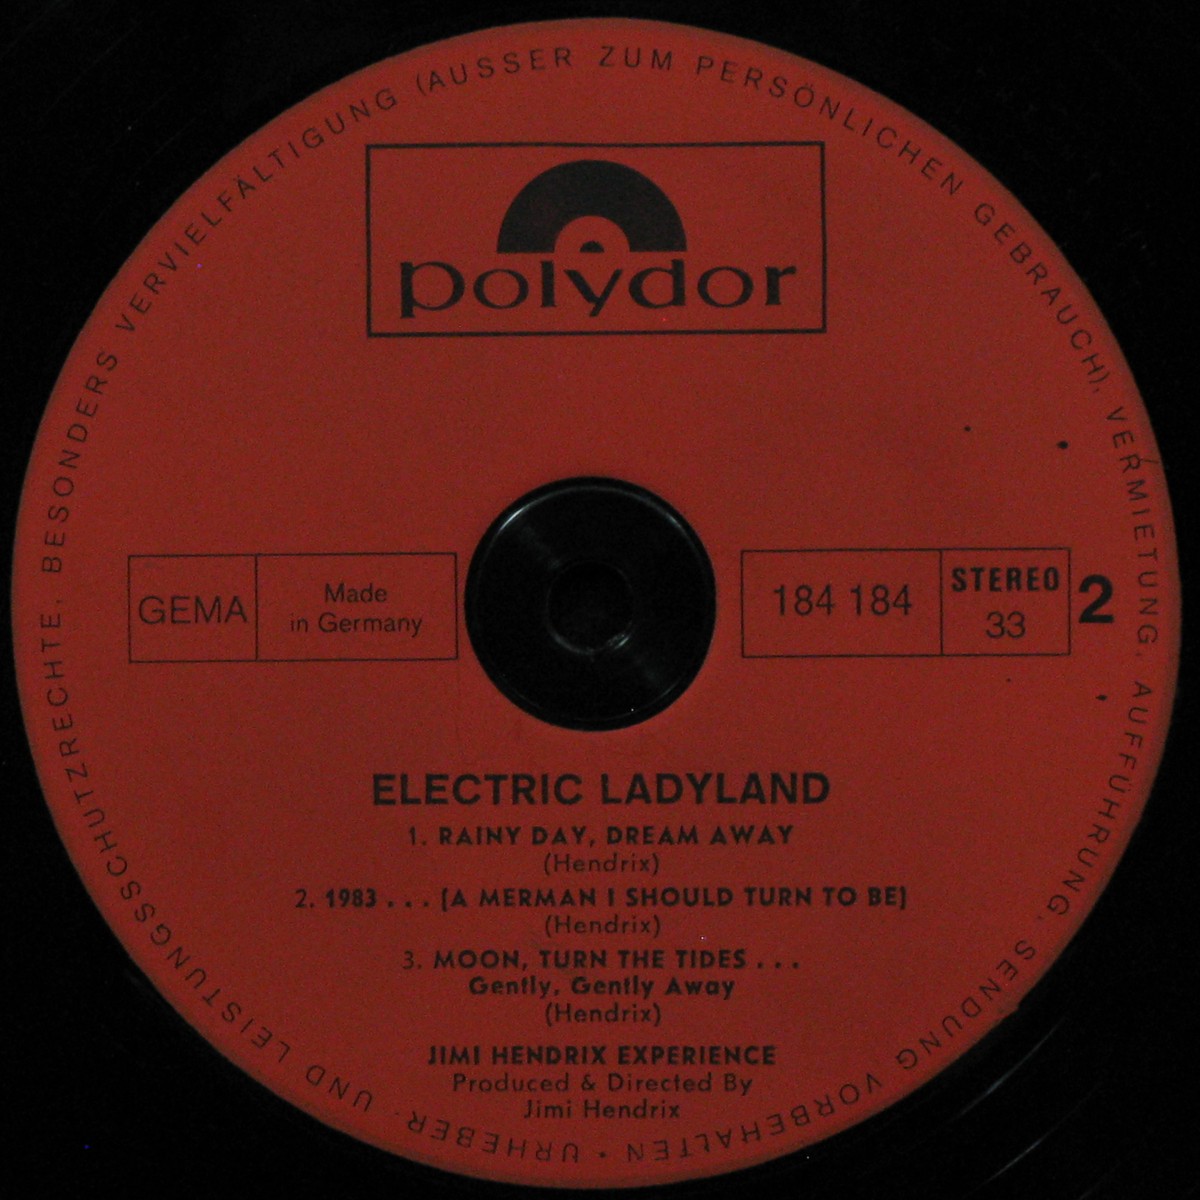 URHEBER- UND LEISTUNGSSCHUTZRECHTE, BESONDERS VERVIELFÄLTIGUNG (AUSSER ZUM PERSÖNLICHEN GEBRAUCH), VERMIETUNG, AUFFÜHRUNG, SENDUNG VORBEHALTEN ·
polydor
GEMA
Made
in Germany
184 184
STEREO
33
2
ELECTRIC LADYLAND
1. RAINY DAY, DREAM AWAY
(Hendrix)
2. 1983 . . . (A MERMAN I SHOULD TURN TO BE)
(Hendrix)
3. MOON, TURN THE TIDES . . .
Gently, Gently Away
(Hendrix)
JIMI HENDRIX EXPERIENCE
Produced & Directed By
Jimi Hendrix